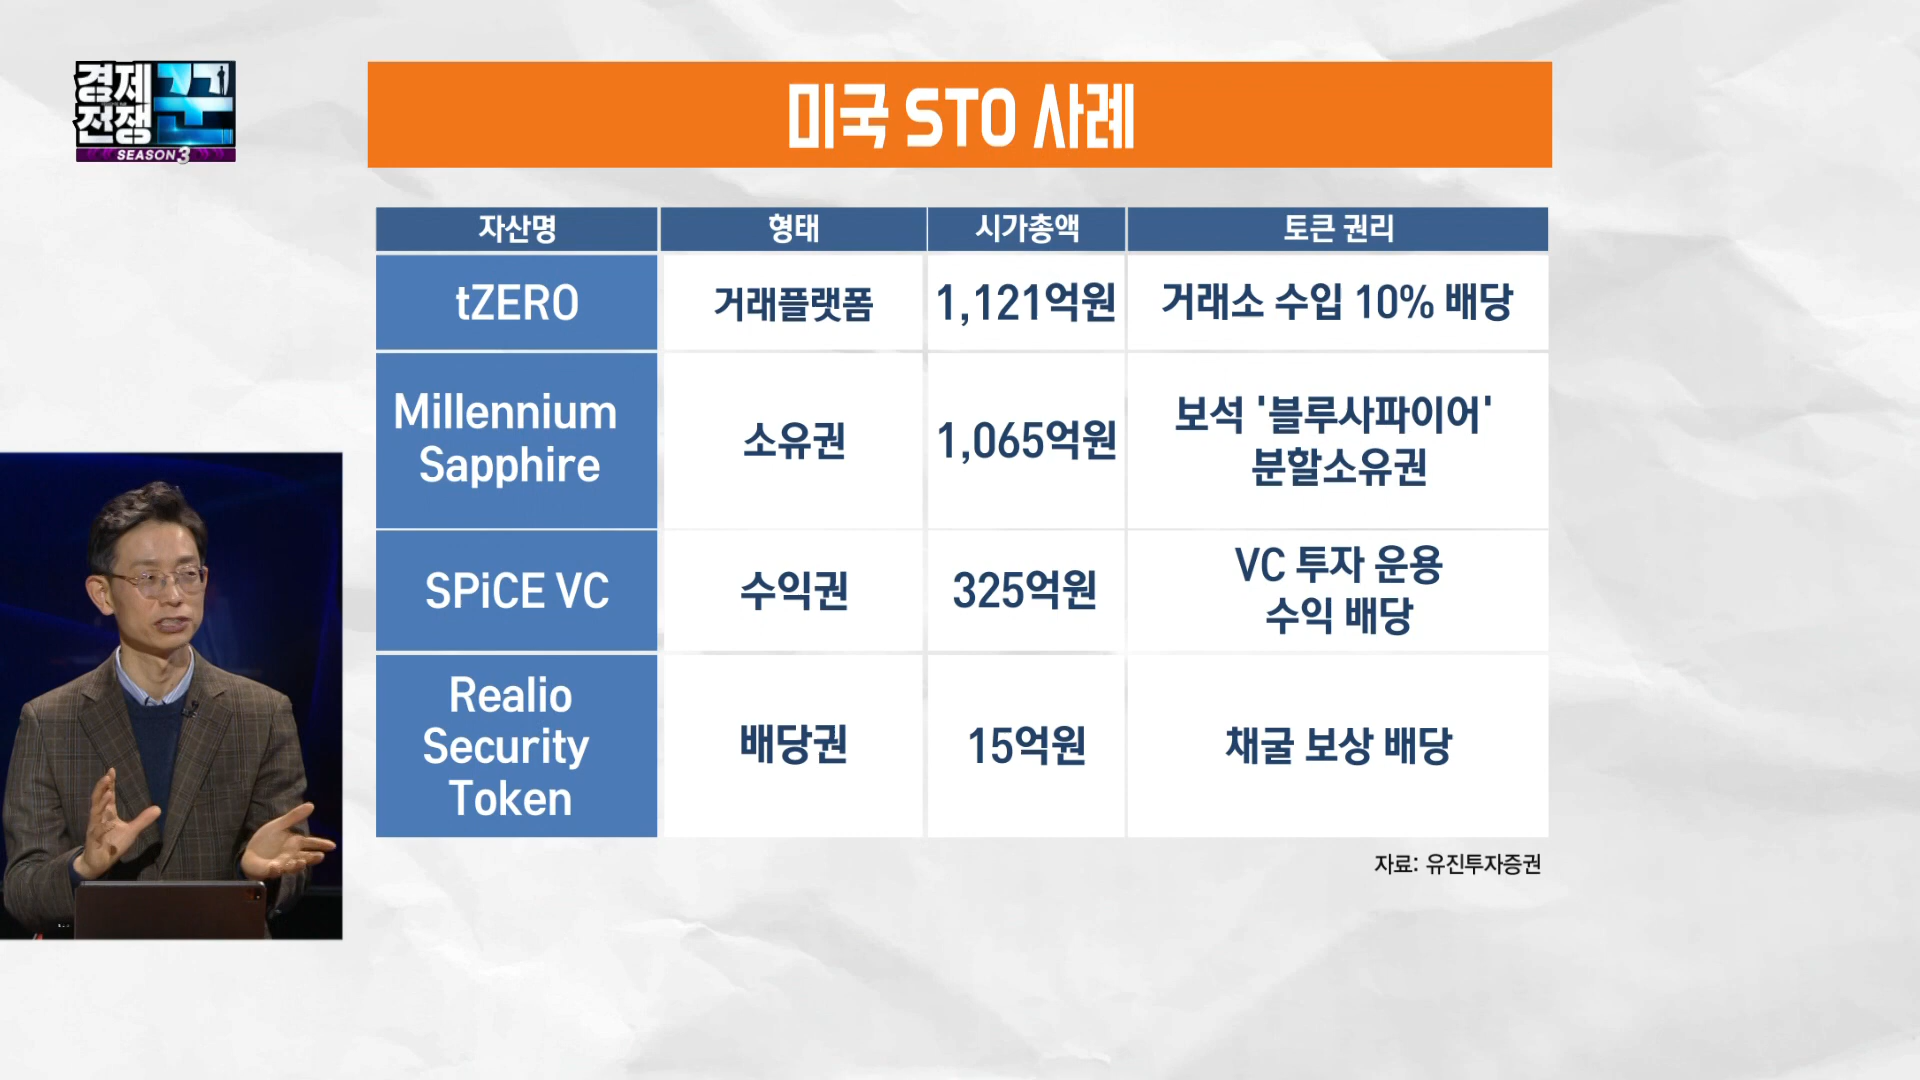 경제
전쟁 꾼
SEASON3
미국 STO 사례
자산명 형태 시가총액 토큰 권리
tZERO 거래플랫폼 1,121억원 거래소 수입 10% 배당
Millennium
Sapphire
소유권 1,065억원
보석 '블루사파이어'
분할소유권
SPiCE VC 수익권 325억원
VC 투자 운용
수익 배당
Realio
Security
Token
배당권 15억원 채굴 보상 배당
자료: 유진투자증권